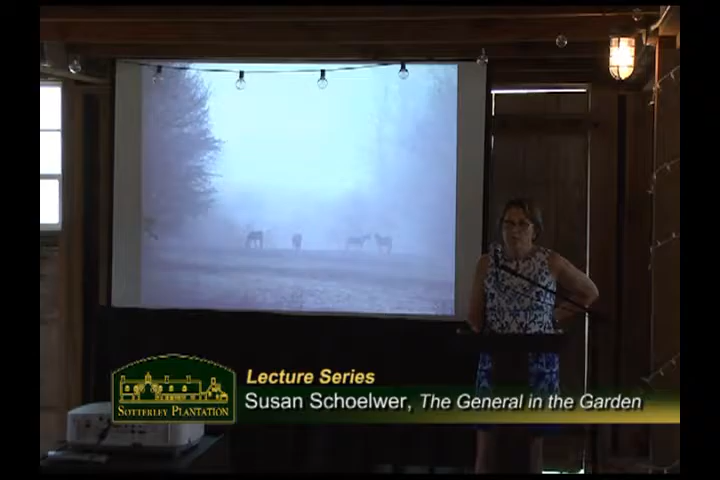 Lecture Series
Susan Schoelwer, The General in the Garden
SOTTERLEY PLANTATION